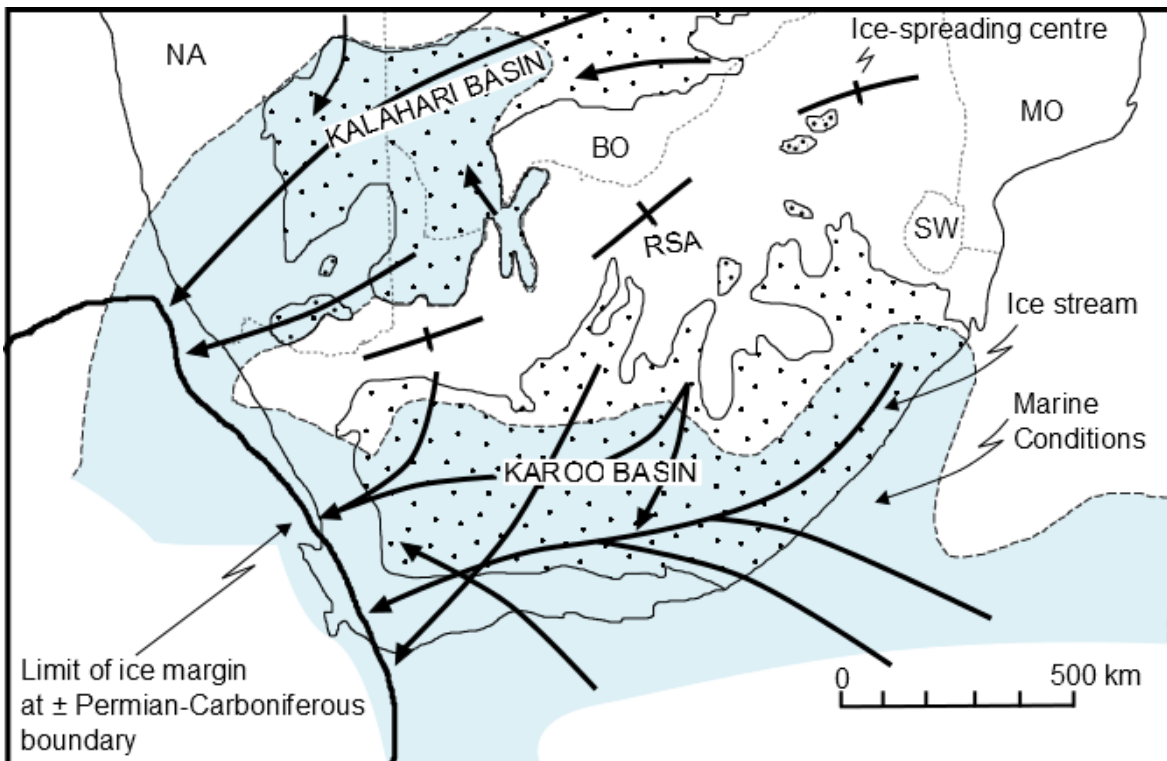 Ice-spreading
centre
NA
MO
KALAHARI BASIN
BO
SW
RSA
Ice stream
Marine
Conditions
KAROO BASIN
Limit of ice margin
at ± Permian-Carboniferous
boundary
0
500 km